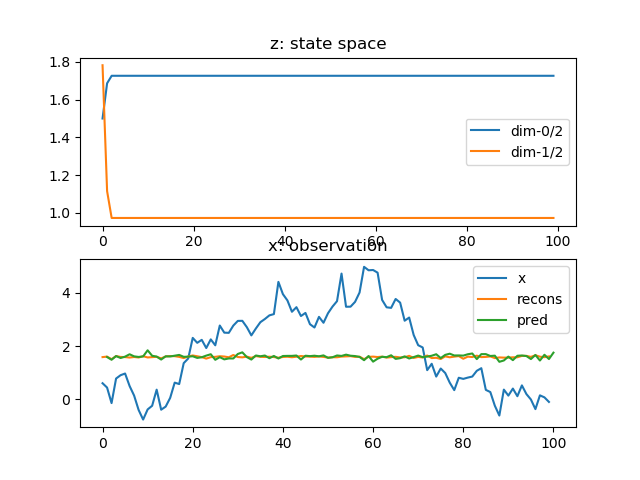 z: state space
1.8
1.6
1.4
1.2
1.0
dim-0/2
dim-1/2
0 20 40 60 80 100
x: observation
4
2
0
x
recons
pred
0 20 40 60 80 100